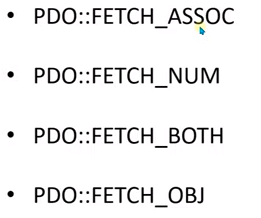 • PDO::FETCH_ASSOC
• PDO::FETCH_NUM
• PDO::FETCH_BOTH
• PDO::FETCH_OBJ